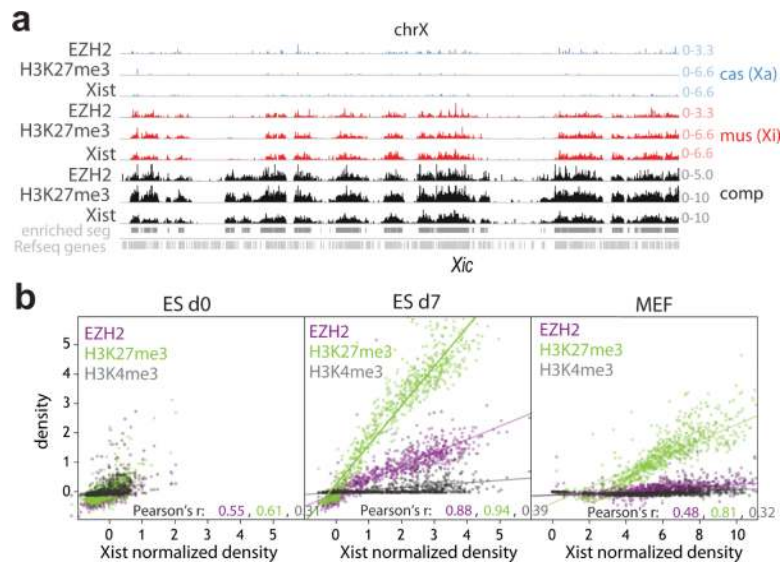 a
chrX
EZH2
H3K27me3
Xist
0-3.3
0-6.6
0-6.6
cas (Xa)
EZH2
H3K27me3
Xist
0-3.3
0-6.6
0-6.6
mus (Xi)
EZH2
H3K27me3
Xist
0-5.0
0-10
0-10
comp
enriched seg
Refseq genes
Xic
b
ES d0
ES d7
MEF
EZH2
H3K27me3
H3K4me3
EZH2
H3K27me3
H3K4me3
EZH2
H3K27me3
H3K4me3
density
5
4
3
2
1
0
Pearson's r: 0.55 , 0.61 , 0.31
Pearson's r: 0.88 , 0.94 , 0.39
Pearson's r: 0.48 , 0.81 , 0.32
0 1 2 3 4 5
0 1 2 3 4 5
0 2 4 6 8 10
Xist normalized density
Xist normalized density
Xist normalized density